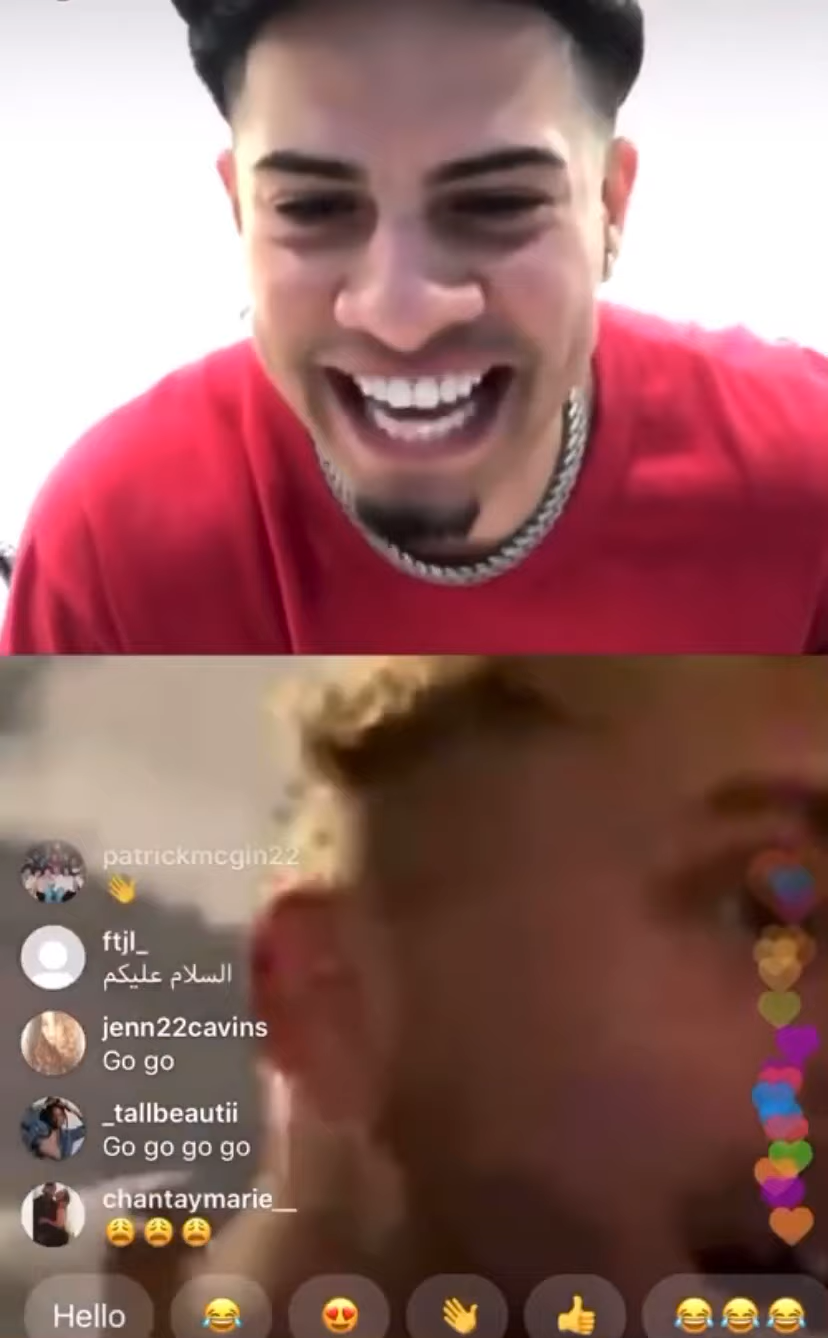 patrickmcgin22
👋
ftjl_
السلام عليكم
jenn22cavins
Go go
_tallbeautii
Go go go go
chantaymarie__
😩😩😩
Hello 😂 😍 👋 👍 😂😂😂